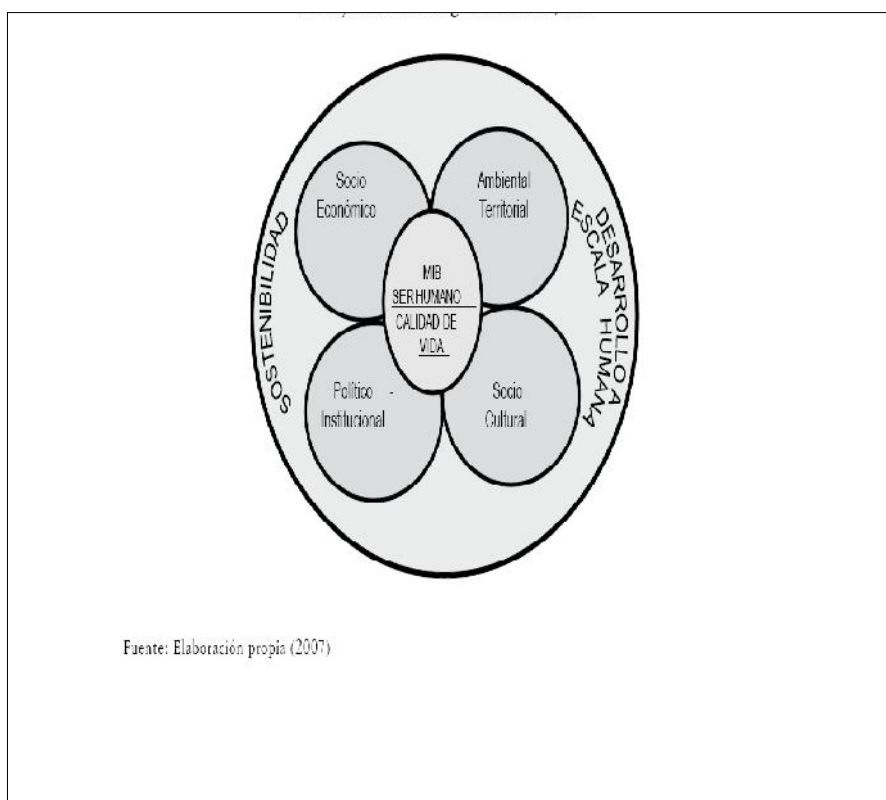 Socio
Económico
Ambiental
Territorial
SOSTENIBILIDAD
DESARROLLO A
ESCALA HUMANA
MIB
SER HUMANO
CALIDAD DE
VIDA
Político -
Institucional
Socio
Cultural
Fuente: Elaboración propia (2007)